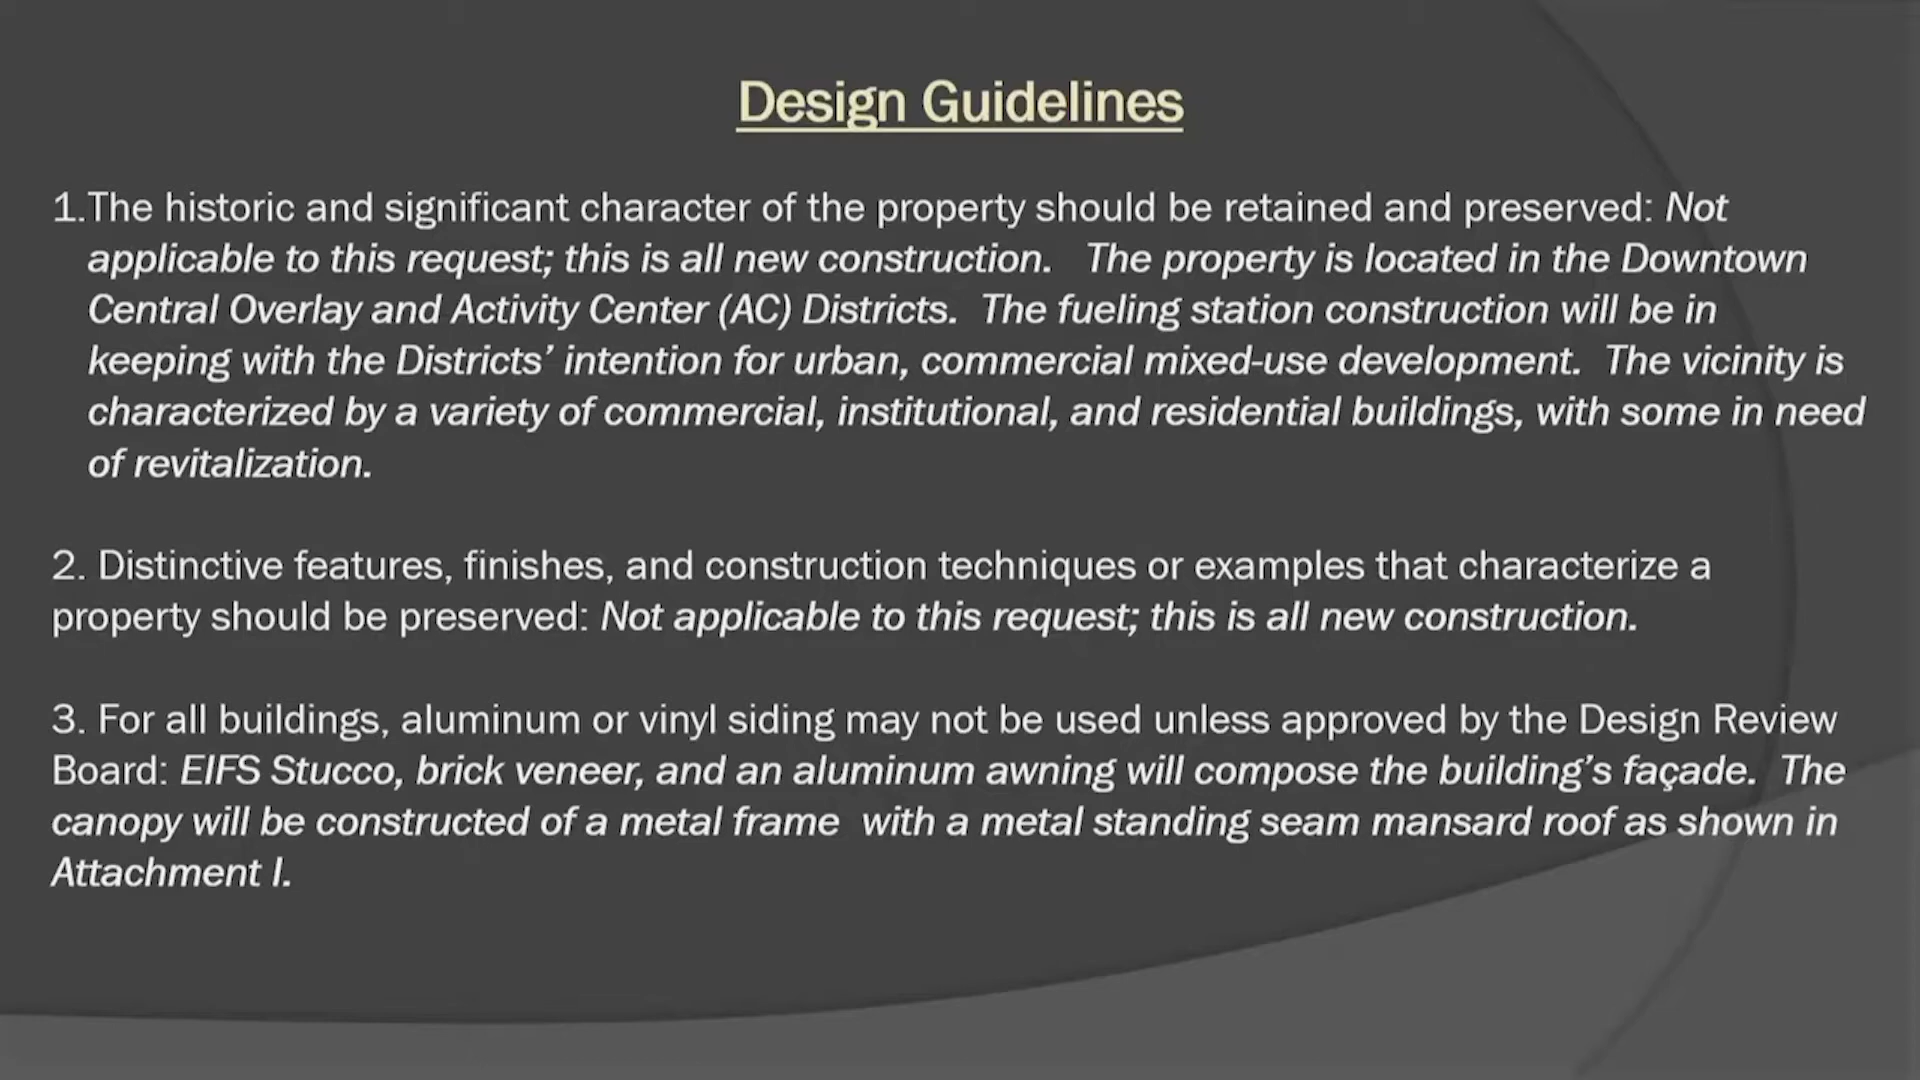 Design Guidelines
1.The historic and significant character of the property should be retained and preserved: Not
applicable to this request; this is all new construction.   The property is located in the Downtown
Central Overlay and Activity Center (AC) Districts.  The fueling station construction will be in
keeping with the Districts’ intention for urban, commercial mixed-use development.  The vicinity is
characterized by a variety of commercial, institutional, and residential buildings, with some in need
of revitalization.
2. Distinctive features, finishes, and construction techniques or examples that characterize a
property should be preserved: Not applicable to this request; this is all new construction.
3. For all buildings, aluminum or vinyl siding may not be used unless approved by the Design Review
Board: EIFS Stucco, brick veneer, and an aluminum awning will compose the building’s façade.  The
canopy will be constructed of a metal frame  with a metal standing seam mansard roof as shown in
Attachment I.